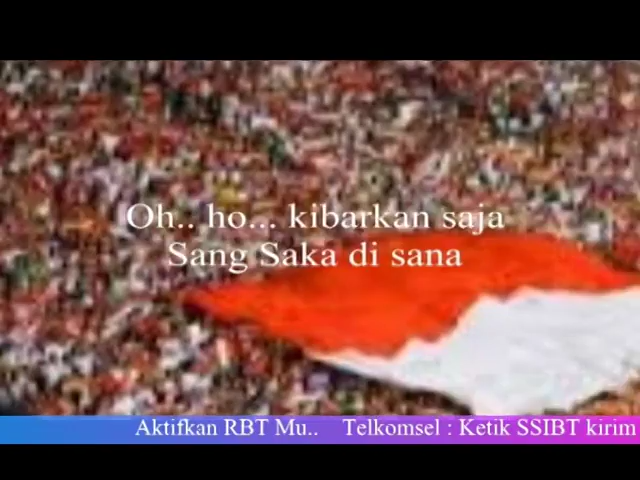 Oh.. ho... kibarkan saja
Sang Saka di sana
Aktifkan RBT Mu.. Telkomsel : Ketik SSIBT kirim